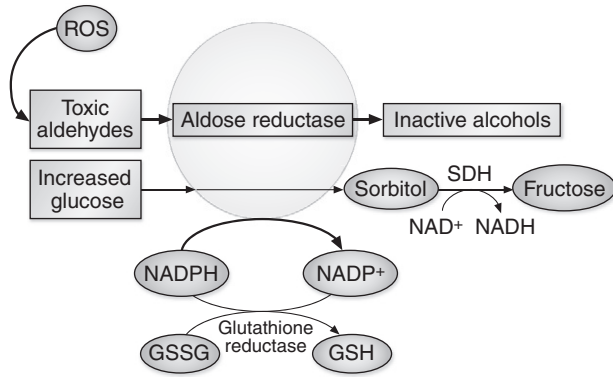 ROS
Toxic
aldehydes
Aldose reductase
Inactive alcohols
Increased
glucose
Sorbitol
SDH
Fructose
NAD+
NADH
NADPH
NADP+
Glutathione
reductase
GSSG
GSH